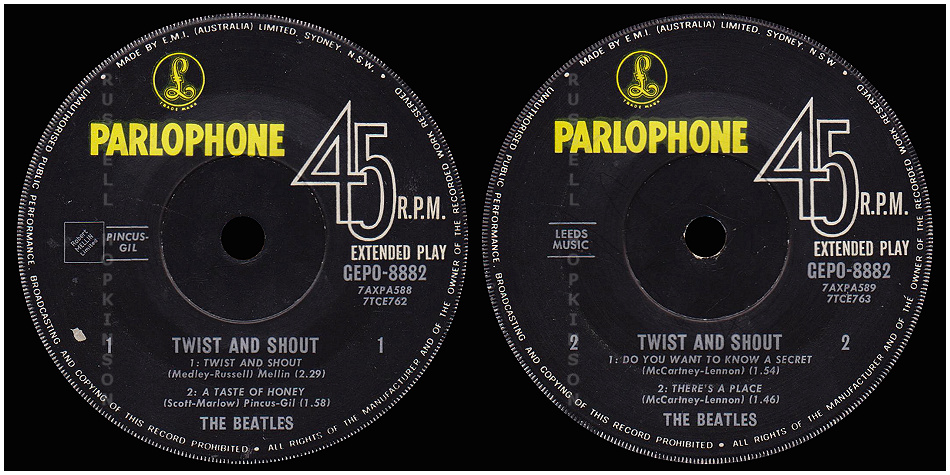 MADE BY E.M.I. (AUSTRALIA) LIMITED, SYDNEY, N.S.W.
UNAUTHORISED PUBLIC PERFORMANCE, BROADCASTING AND COPYING OF THIS RECORD PROHIBITED • ALL RIGHTS OF THE MANUFACTURER AND OF THE OWNER OF THE RECORDED WORK RESERVED
£
TRADE MARK
PARLOPHONE
45
R.P.M.
EXTENDED PLAY
GEPO-8882
7AXPA588
7TCE762
Robert
MELLIN
Limited
PINCUS-
GIL
1 TWIST AND SHOUT 1
1: TWIST AND SHOUT
(Medley-Russell) Mellin (2.29)
2: A TASTE OF HONEY
(Scott-Marlow) Pincus-Gil (1.58)
THE BEATLES
RUSSELL HOPKINSON
MADE BY E.M.I. (AUSTRALIA) LIMITED, SYDNEY, N.S.W.
UNAUTHORISED PUBLIC PERFORMANCE, BROADCASTING AND COPYING OF THIS RECORD PROHIBITED • ALL RIGHTS OF THE MANUFACTURER AND OF THE OWNER OF THE RECORDED WORK RESERVED
£
TRADE MARK
PARLOPHONE
45
R.P.M.
EXTENDED PLAY
GEPO-8882
7AXPA589
7TCE763
LEEDS
MUSIC
2 TWIST AND SHOUT 2
1: DO YOU WANT TO KNOW A SECRET
(McCartney-Lennon) (1.54)
2: THERE'S A PLACE
(McCartney-Lennon) (1.46)
THE BEATLES
RUSSELL HOPKINSON